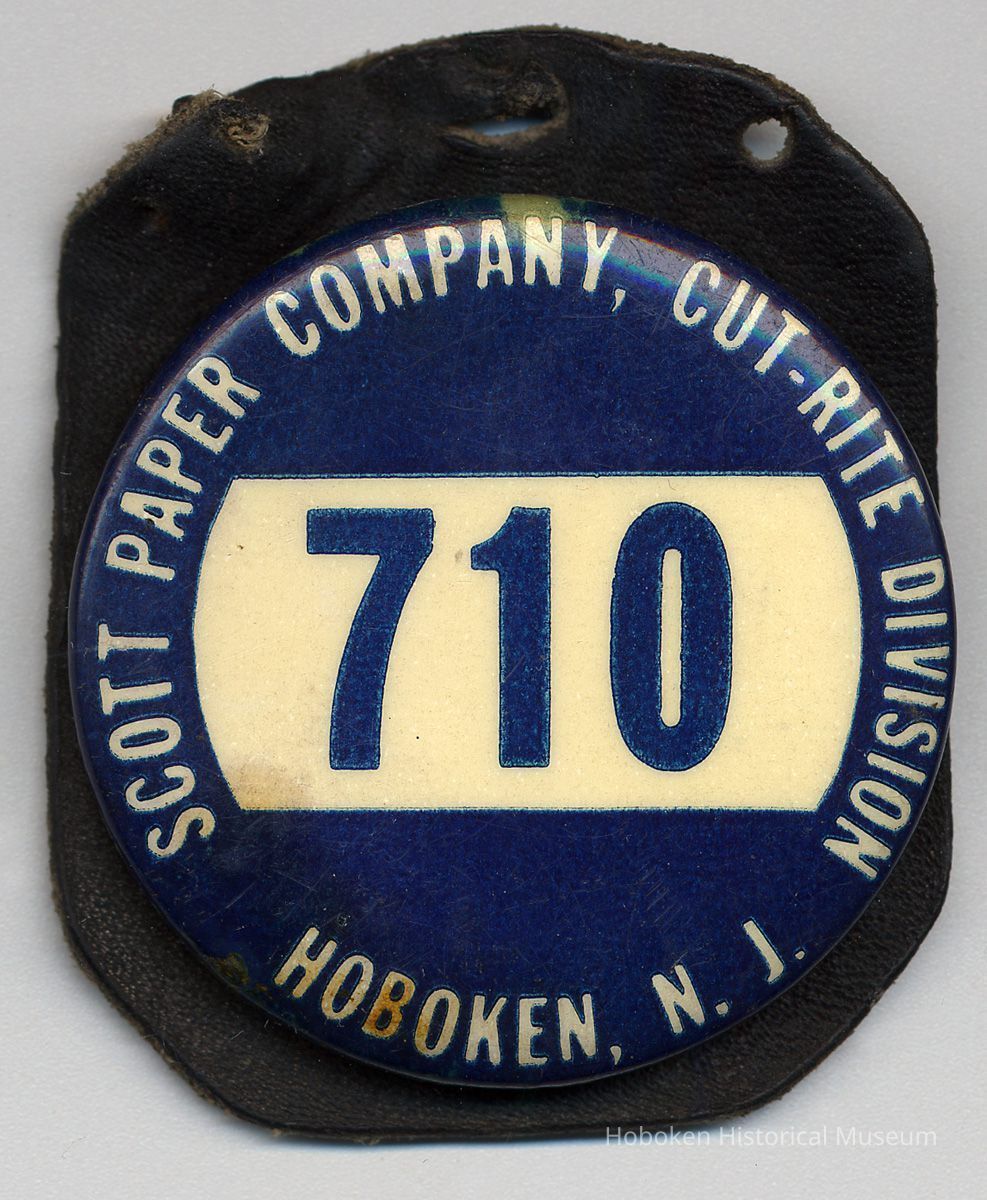 SCOTT PAPER COMPANY, CUT-RITE DIVISION
710
HOBOKEN, N. J.
Hoboken Historical Museum